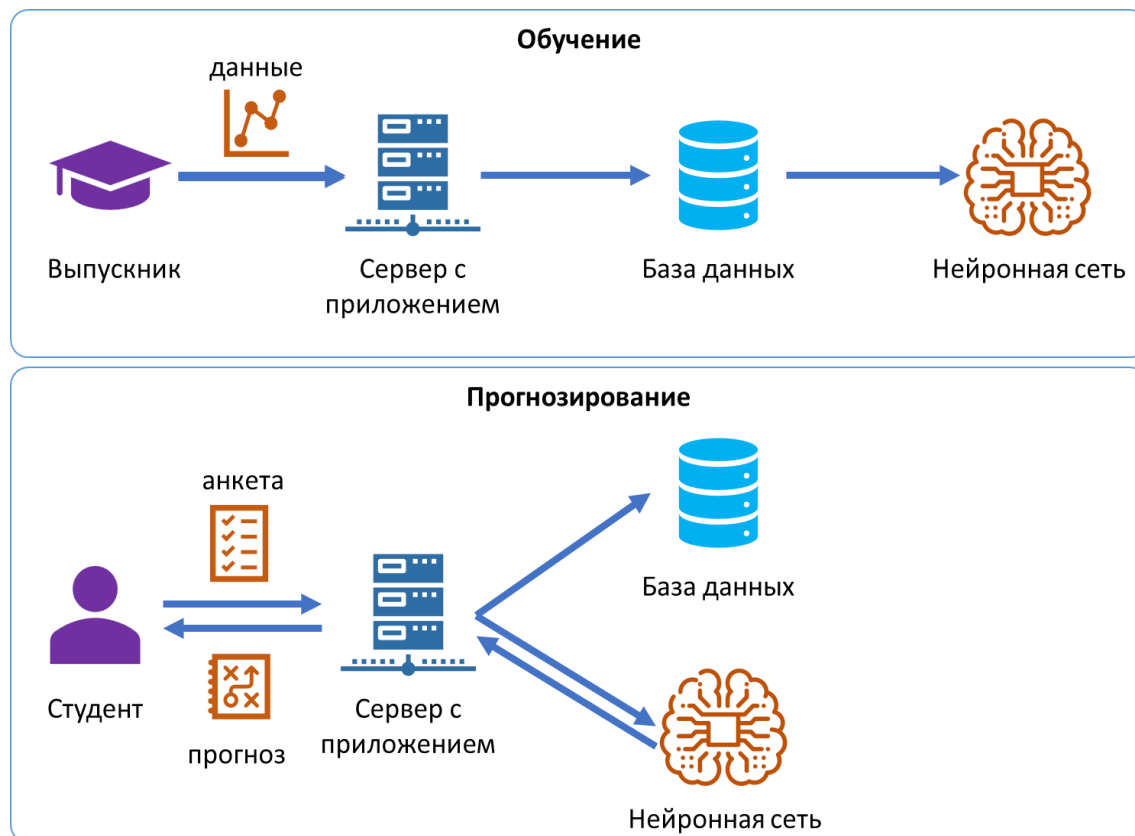 Обучение
данные
Выпускник
Сервер с
приложением
База данных
Нейронная сеть
Прогнозирование
анкета
База данных
Студент
прогноз
Сервер с
приложением
Нейронная сеть